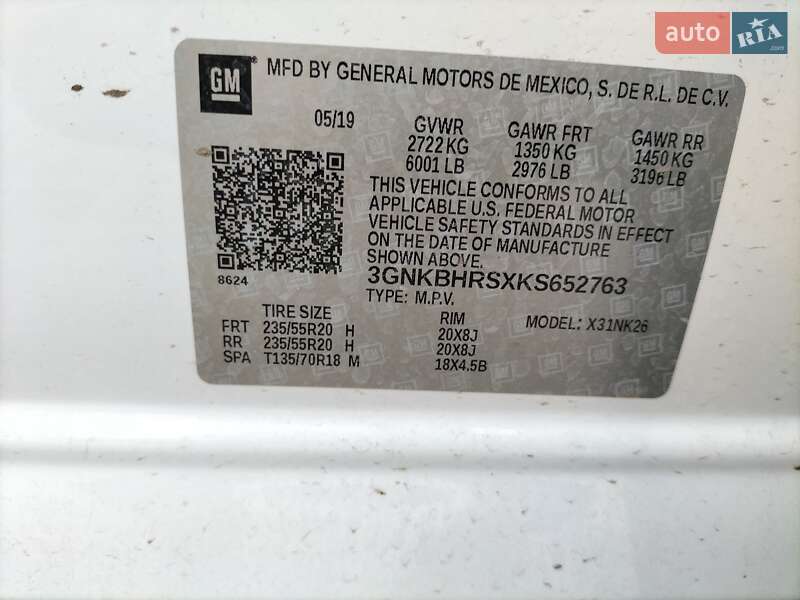 auto RIA
GM MFD BY GENERAL MOTORS DE MEXICO, S. DE R.L. DE C.V.
05/19 GVWR GAWR FRT GAWR RR
2722 KG 1350 KG 1450 KG
6001 LB 2976 LB 3196 LB
THIS VEHICLE CONFORMS TO ALL
APPLICABLE U.S. FEDERAL MOTOR
VEHICLE SAFETY STANDARDS IN EFFECT
ON THE DATE OF MANUFACTURE
SHOWN ABOVE.
8624
3GNKBHRSXKS652763
TYPE: M.P.V.
TIRE SIZE RIM MODEL: X31NK26
FRT 235/55R20 H 20X8J
RR 235/55R20 H 20X8J
SPA T135/70R18 M 18X4.5B